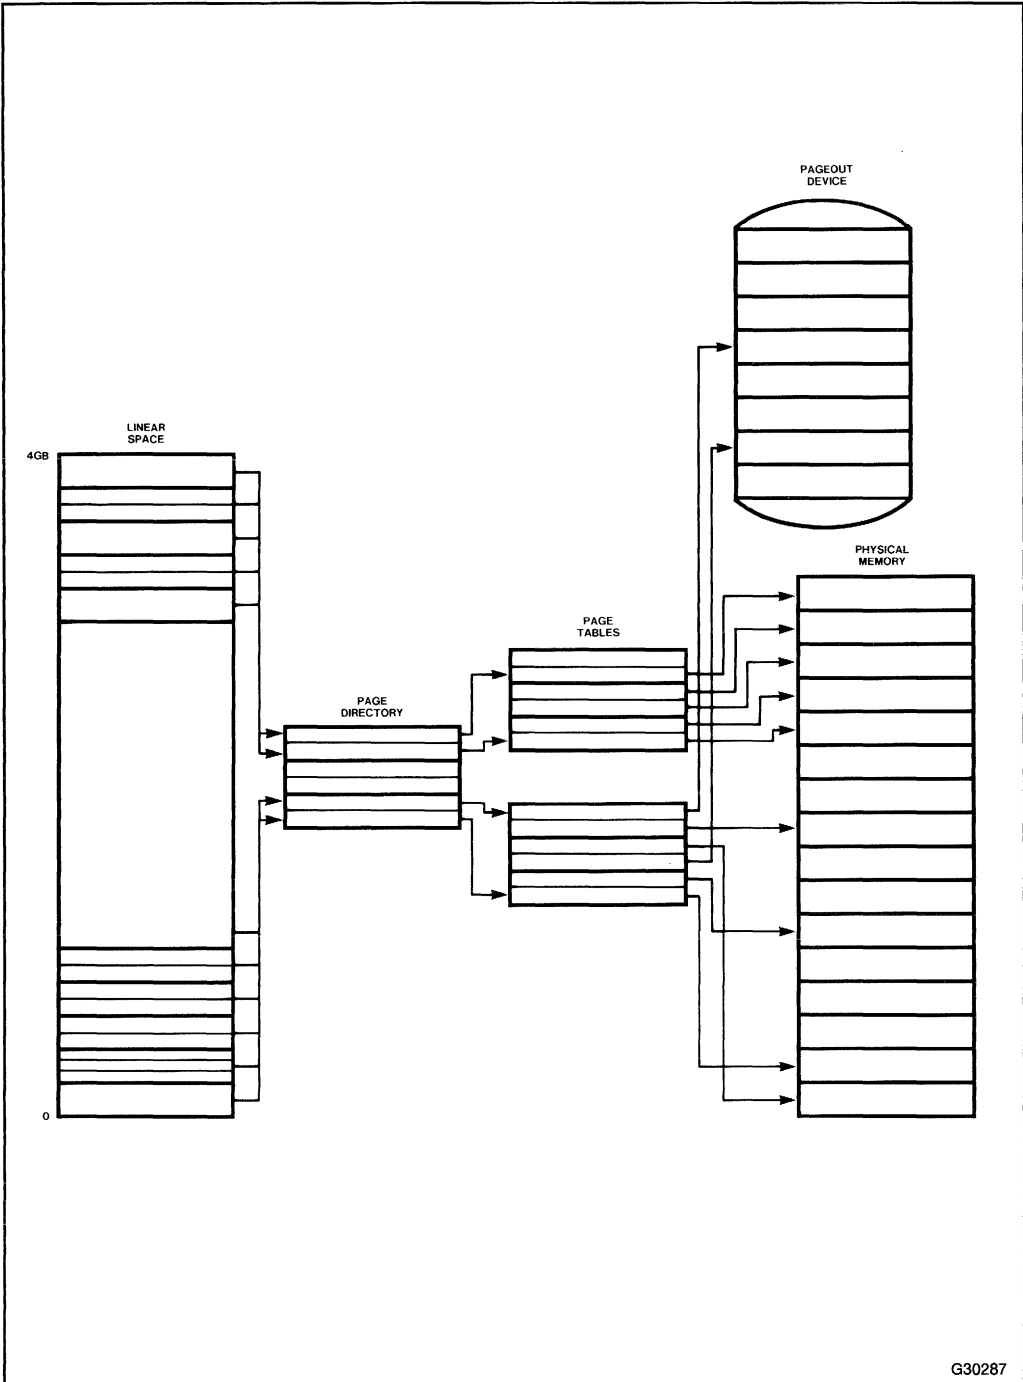 PAGEOUT
DEVICE
LINEAR
SPACE
4GB
PHYSICAL
MEMORY
PAGE
TABLES
PAGE
DIRECTORY
0
G30287